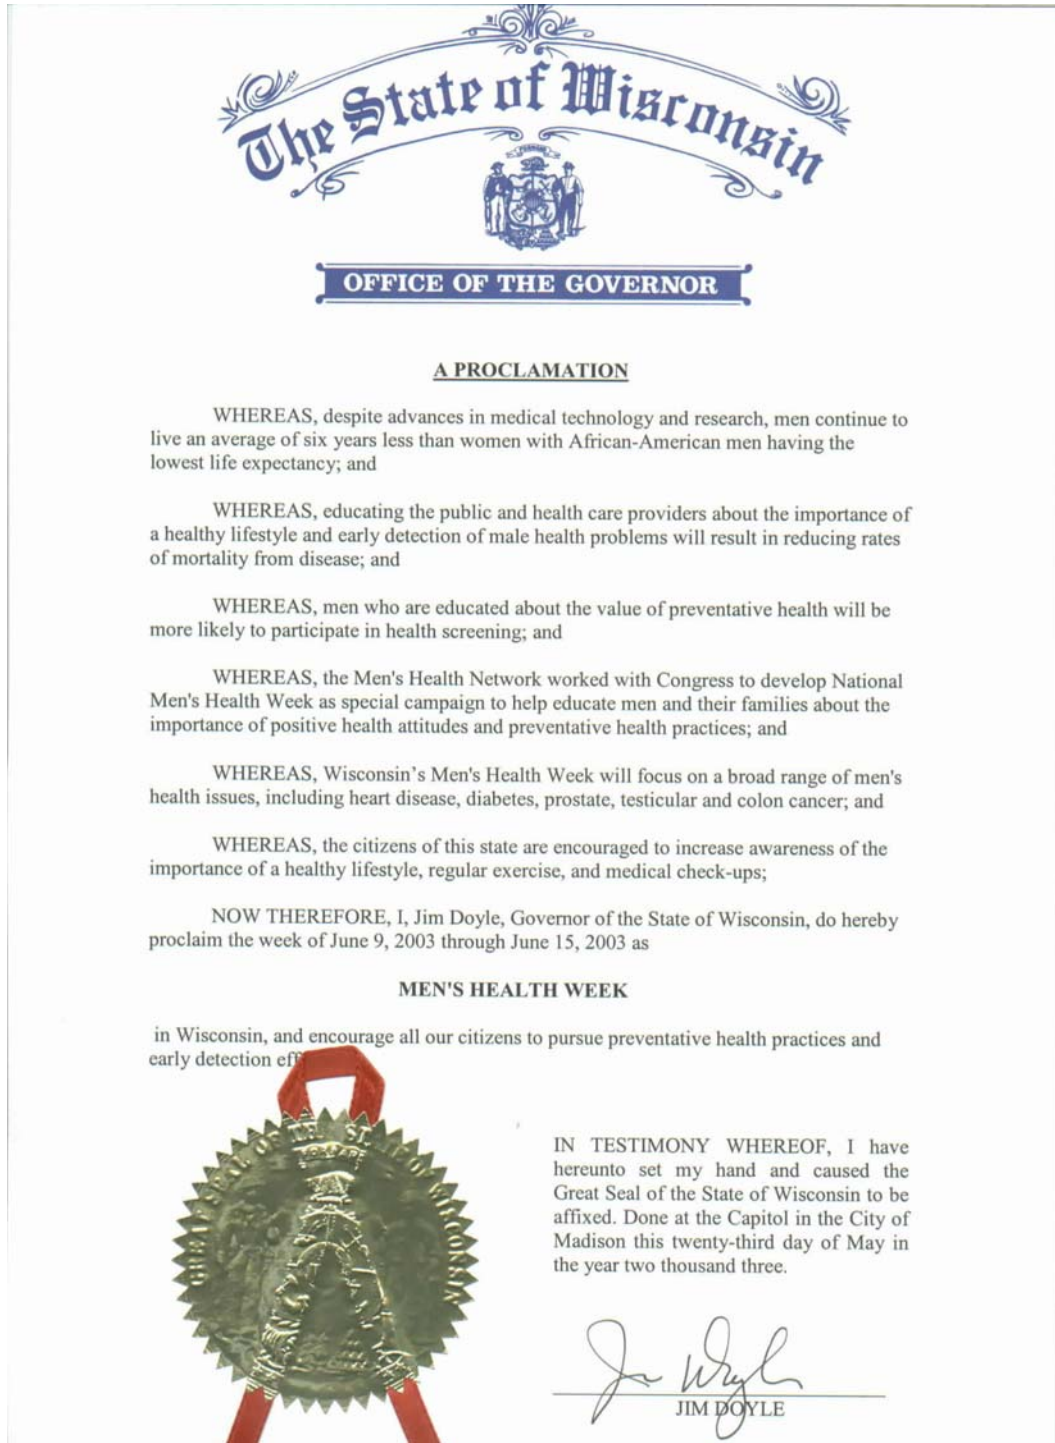 The State of Wisconsin
FORWARD
OFFICE OF THE GOVERNOR
A PROCLAMATION
WHEREAS, despite advances in medical technology and research, men continue to
live an average of six years less than women with African-American men having the
lowest life expectancy; and
WHEREAS, educating the public and health care providers about the importance of
a healthy lifestyle and early detection of male health problems will result in reducing rates
of mortality from disease; and
WHEREAS, men who are educated about the value of preventative health will be
more likely to participate in health screening; and
WHEREAS, the Men's Health Network worked with Congress to develop National
Men's Health Week as special campaign to help educate men and their families about the
importance of positive health attitudes and preventative health practices; and
WHEREAS, Wisconsin’s Men's Health Week will focus on a broad range of men's
health issues, including heart disease, diabetes, prostate, testicular and colon cancer; and
WHEREAS, the citizens of this state are encouraged to increase awareness of the
importance of a healthy lifestyle, regular exercise, and medical check-ups;
NOW THEREFORE, I, Jim Doyle, Governor of the State of Wisconsin, do hereby
proclaim the week of June 9, 2003 through June 15, 2003 as
MEN'S HEALTH WEEK
in Wisconsin, and encourage all our citizens to pursue preventative health practices and
early detection eff
GREAT SEAL OF THE STATE OF WISCONSIN
IN TESTIMONY WHEREOF, I have
hereunto set my hand and caused the
Great Seal of the State of Wisconsin to be
affixed. Done at the Capitol in the City of
Madison this twenty-third day of May in
the year two thousand three.
Jim Doyle
JIM DOYLE